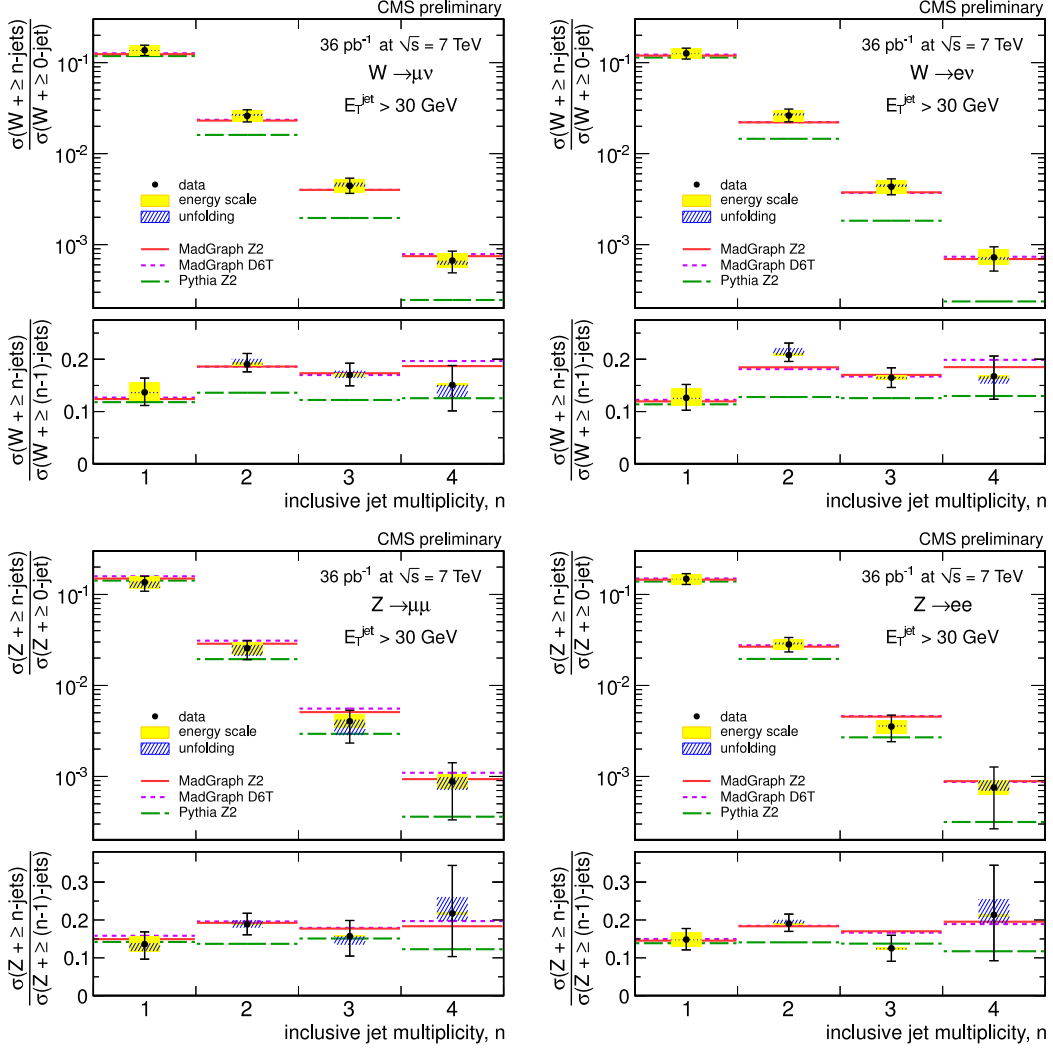 CMS preliminary
σ(W + ≥ n-jets)
σ(W + ≥ 0-jet)
36 pb⁻¹ at √s = 7 TeV
W → μν
E_T^jet > 30 GeV
10⁻¹
10⁻²
10⁻³
data
energy scale
unfolding
MadGraph Z2
MadGraph D6T
Pythia Z2
σ(W + ≥ n-jets)
σ(W + ≥ (n-1)-jets)
0.2
0.1
0
1 2 3 4
inclusive jet multiplicity, n
CMS preliminary
σ(W + ≥ n-jets)
σ(W + ≥ 0-jet)
36 pb⁻¹ at √s = 7 TeV
W → eν
E_T^jet > 30 GeV
10⁻¹
10⁻²
10⁻³
data
energy scale
unfolding
MadGraph Z2
MadGraph D6T
Pythia Z2
σ(W + ≥ n-jets)
σ(W + ≥ (n-1)-jets)
0.2
0.1
0
1 2 3 4
inclusive jet multiplicity, n
CMS preliminary
σ(Z + ≥ n-jets)
σ(Z + ≥ 0-jet)
36 pb⁻¹ at √s = 7 TeV
Z → μμ
E_T^jet > 30 GeV
10⁻¹
10⁻²
10⁻³
data
energy scale
unfolding
MadGraph Z2
MadGraph D6T
Pythia Z2
σ(Z + ≥ n-jets)
σ(Z + ≥ (n-1)-jets)
0.3
0.2
0.1
0
1 2 3 4
inclusive jet multiplicity, n
CMS preliminary
σ(Z + ≥ n-jets)
σ(Z + ≥ 0-jet)
36 pb⁻¹ at √s = 7 TeV
Z → ee
E_T^jet > 30 GeV
10⁻¹
10⁻²
10⁻³
data
energy scale
unfolding
MadGraph Z2
MadGraph D6T
Pythia Z2
σ(Z + ≥ n-jets)
σ(Z + ≥ (n-1)-jets)
0.3
0.2
0.1
0
1 2 3 4
inclusive jet multiplicity, n